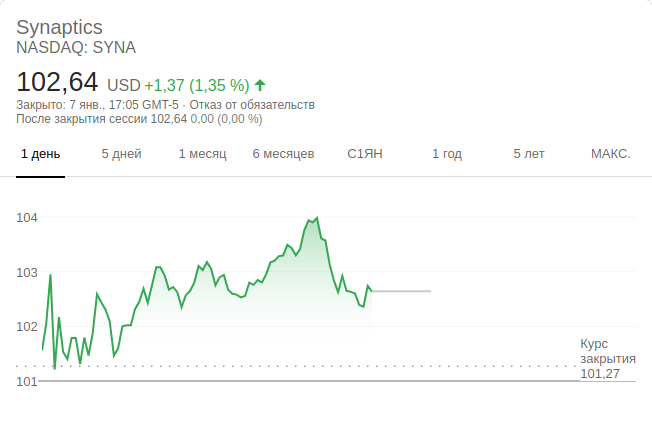 Synaptics
NASDAQ: SYNA
102,64 USD +1,37 (1,35 %)
Закрыто: 7 янв., 17:05 GMT-5 · Отказ от обязательств
После закрытия сессии 102,64 0,00 (0,00 %)
1 день 5 дней 1 месяц 6 месяцев С1ЯН 1 год 5 лет МАКС.
104
103
102
Курс
закрытия
101,27
101